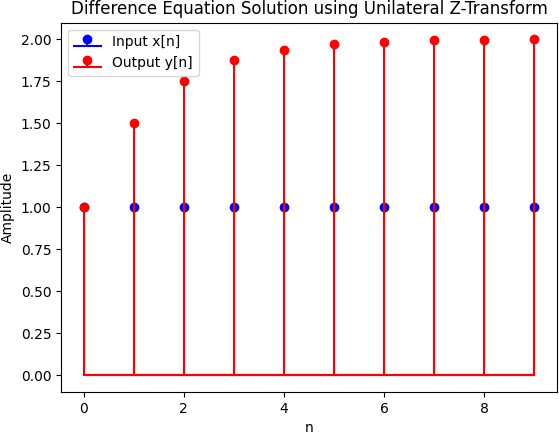 Difference Equation Solution using Unilateral Z-Transform
Input x[n]
Output y[n]
2.00
1.75
1.50
1.25
1.00
0.75
0.50
0.25
0.00
Amplitude
0 2 4 6 8
n